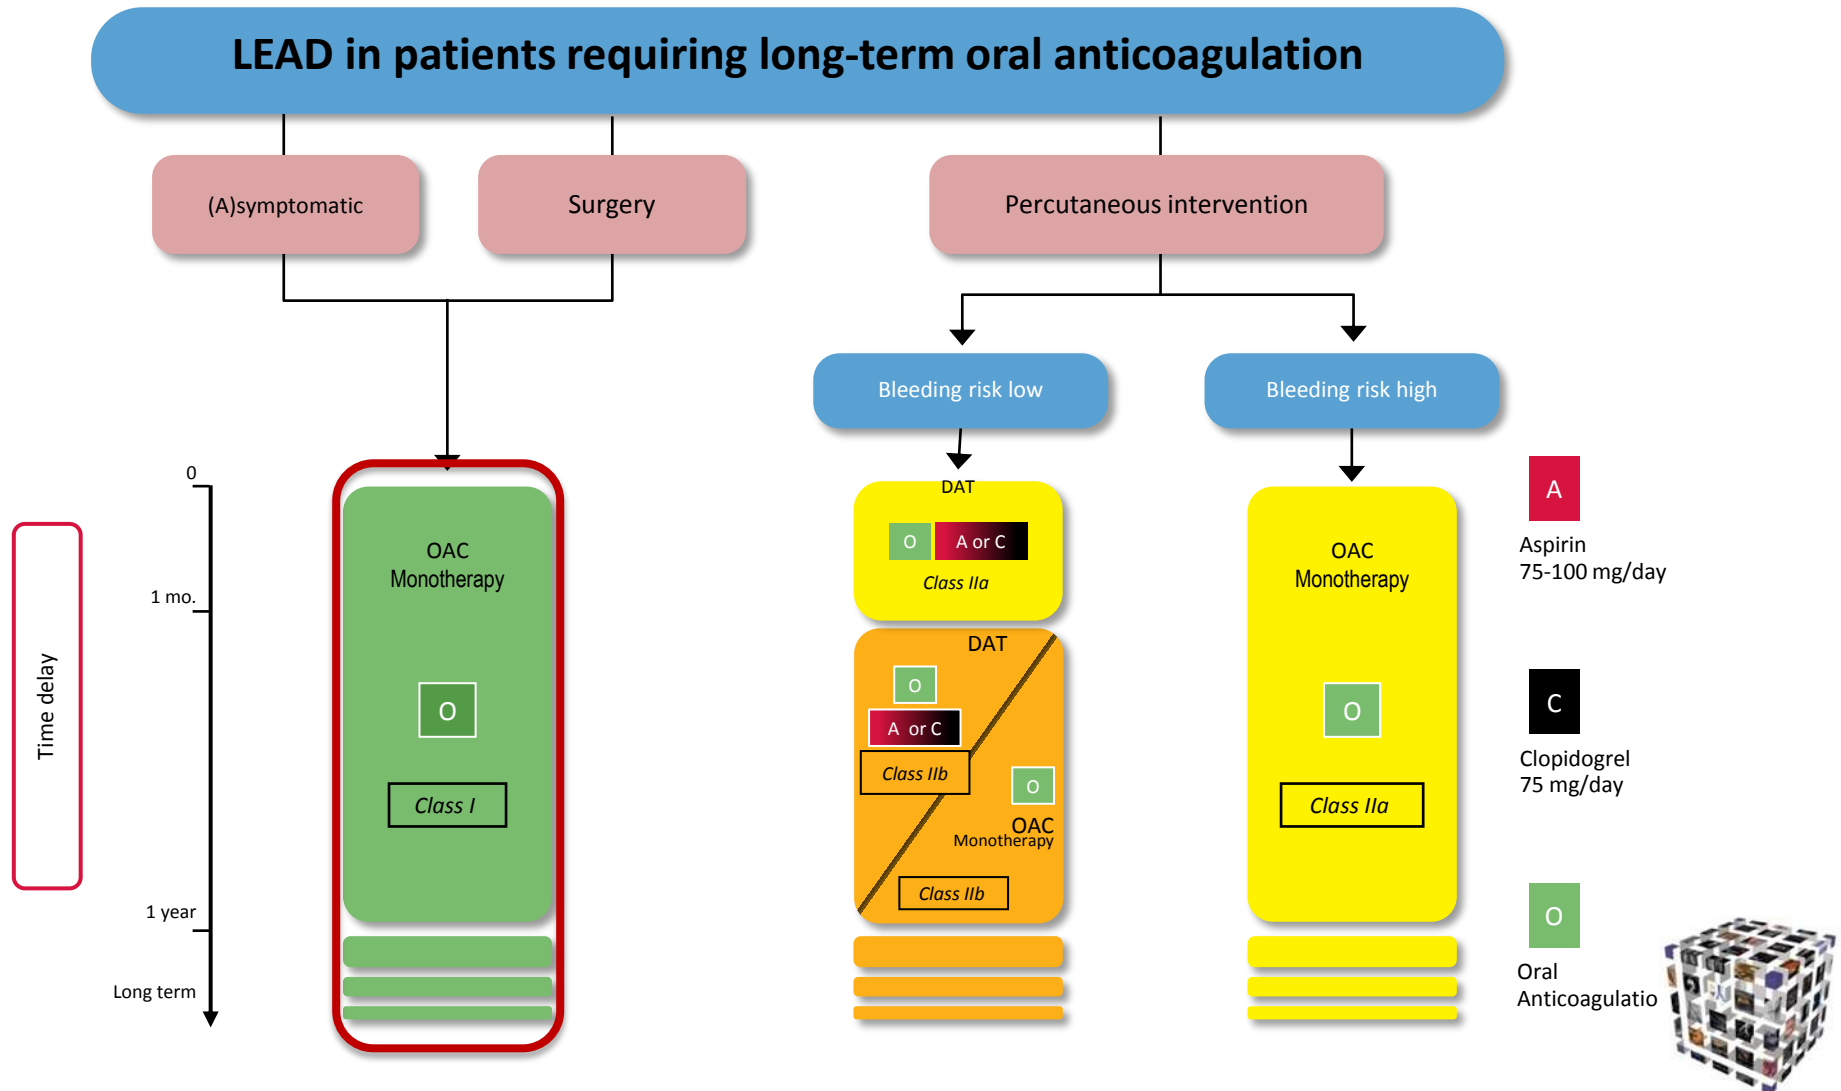 LEAD in patients requiring long-term oral anticoagulation
(A)symptomatic
Surgery
Percutaneous intervention
Bleeding risk low
Bleeding risk high
Time delay
0
1 mo.
1 year
Long term
OAC
Monotherapy
O
Class I
DAT
O
A or C
Class IIa
DAT
O
A or C
Class IIb
O
OAC
Monotherapy
Class IIb
OAC
Monotherapy
O
Class IIa
A
Aspirin
75-100 mg/day
C
Clopidogrel
75 mg/day
O
Oral
Anticoagulatio